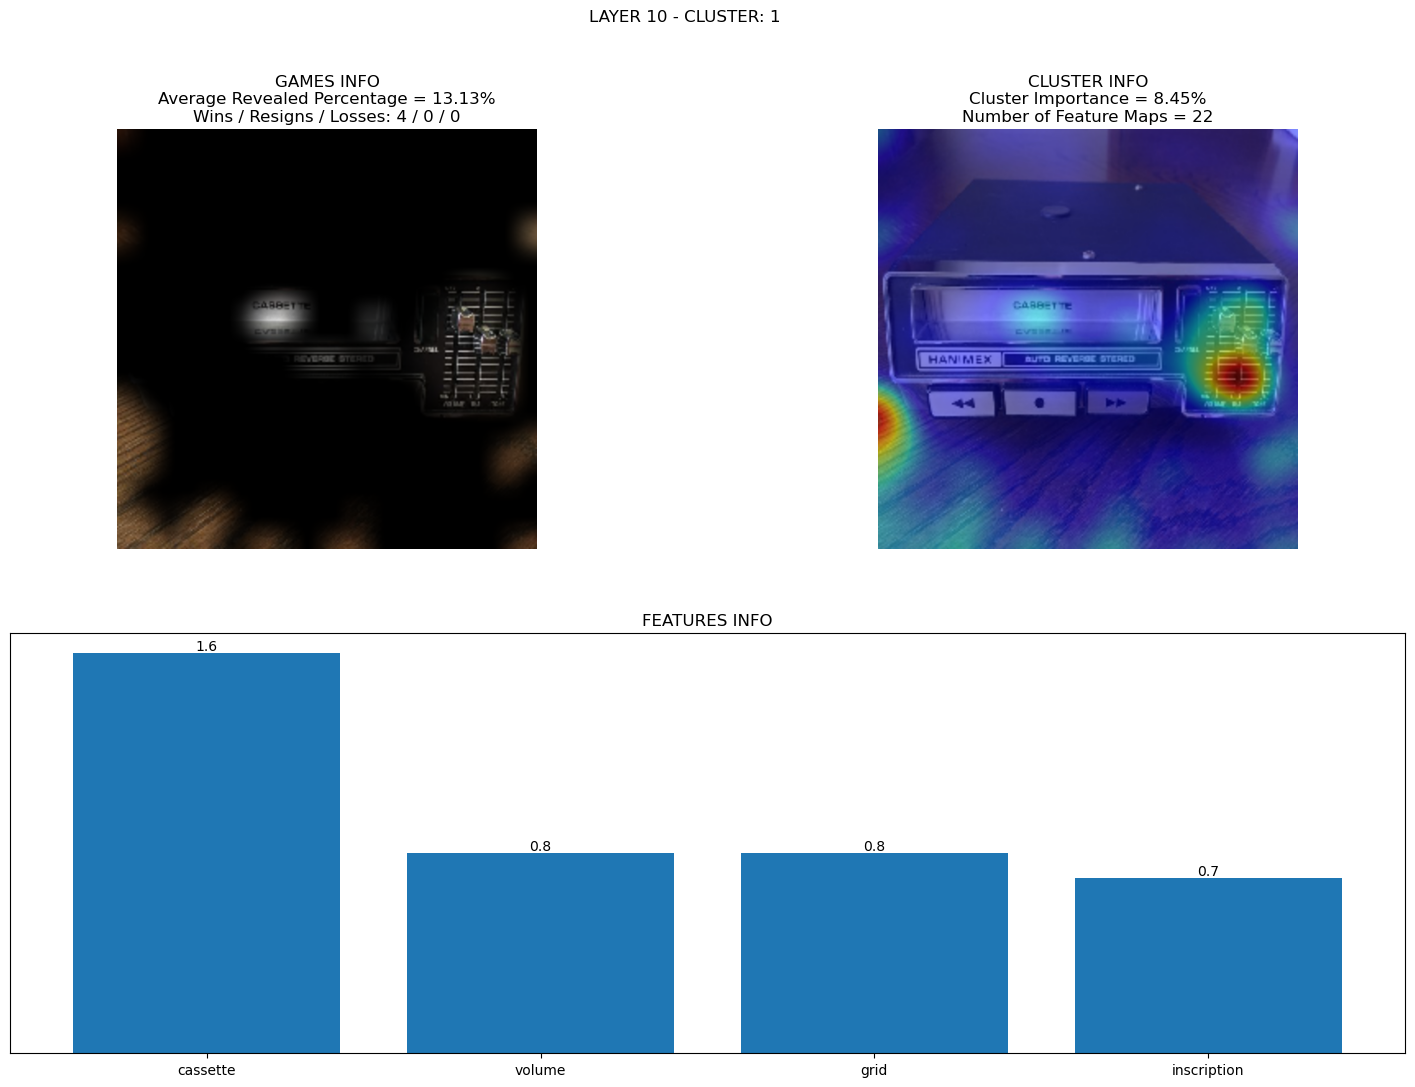 LAYER 10 - CLUSTER: 1
GAMES INFO
Average Revealed Percentage = 13.13%
Wins / Resigns / Losses: 4 / 0 / 0
CASSETTE
AUTO REVERSE STEREO
CLUSTER INFO
Cluster Importance = 8.45%
Number of Feature Maps = 22
CASSETTE
HANIMEX
AUTO REVERSE STEREO
FEATURES INFO
1.6
0.8
0.8
0.7
cassette
volume
grid
inscription